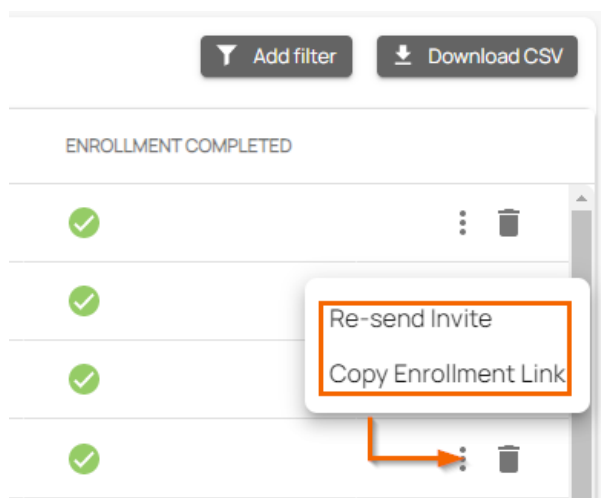 Add filter
Download CSV
ENROLLMENT COMPLETED
Re-send Invite
Copy Enrollment Link